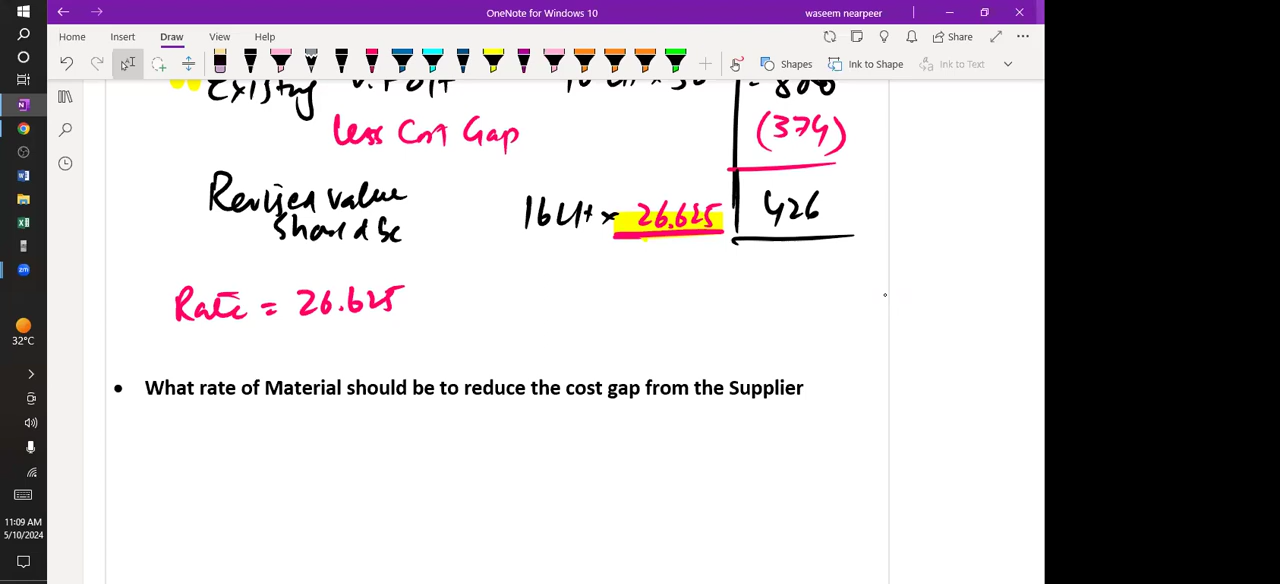 OneNote for Windows 10
waseem nearpeer
Home Insert Draw View Help
Share
Shapes
Ink to Shape
Ink to Text
Existing
Less Cost Gap (374)
Revised value should be 16 Lit × 26.625 426
Rate = 26.625
• What rate of Material should be to reduce the cost gap from the Supplier
32°C
11:09 AM
5/10/2024